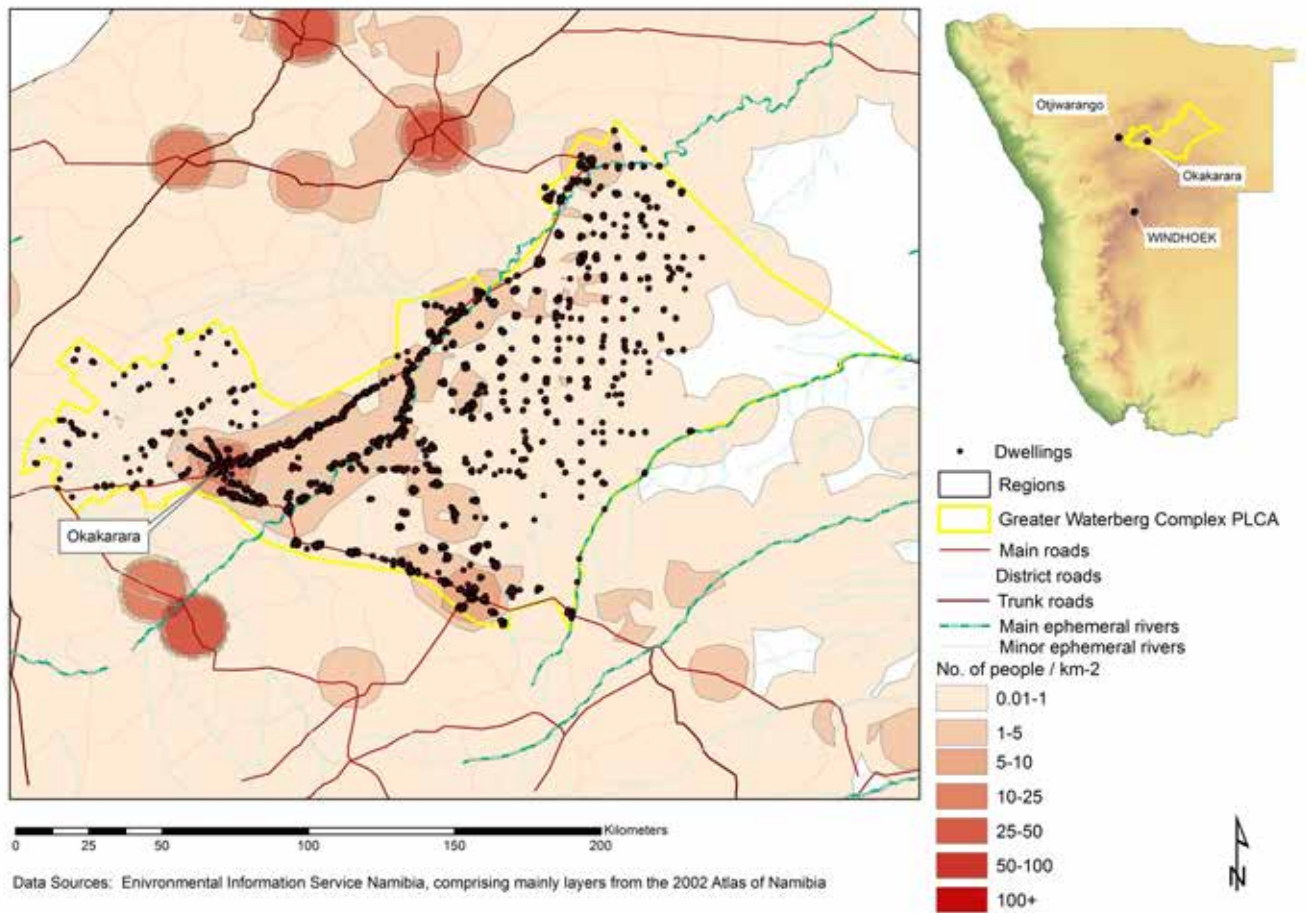 Okakarara
Otjiwarango
Okakarara
WINDHOEK
Dwellings
Regions
Greater Waterberg Complex PLCA
Main roads
District roads
Trunk roads
Main ephemeral rivers
Minor ephemeral rivers
No. of people / km-2
0.01-1
1-5
5-10
10-25
25-50
50-100
100+
Kilometers
0 25 50 100 150 200
Data Sources: Enivronmental Information Service Namibia, comprising mainly layers from the 2002 Atlas of Namibia
N